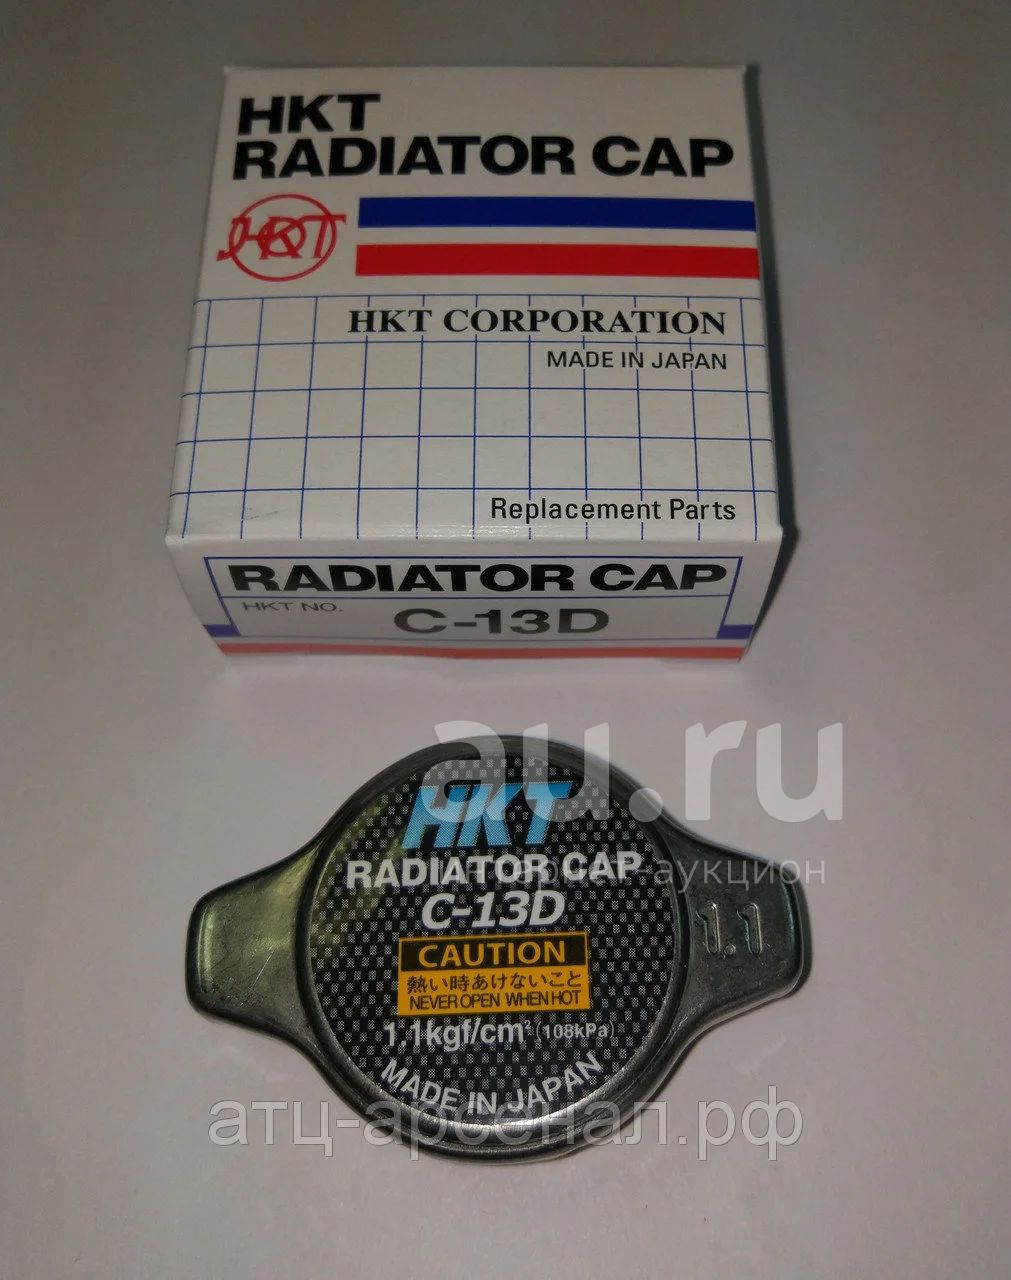 HKT
RADIATOR CAP
HKT
HKT CORPORATION
MADE IN JAPAN
Replacement Parts
RADIATOR CAP
HKT NO.
C-13D
au.ru
интернет-аукцион
HKT
RADIATOR CAP
C-13D
1.1
CAUTION
熱い時あけないこと
NEVER OPEN WHEN HOT
1.1kgf/cm² (108kPa)
MADE IN JAPAN
атц-арсенал.рф